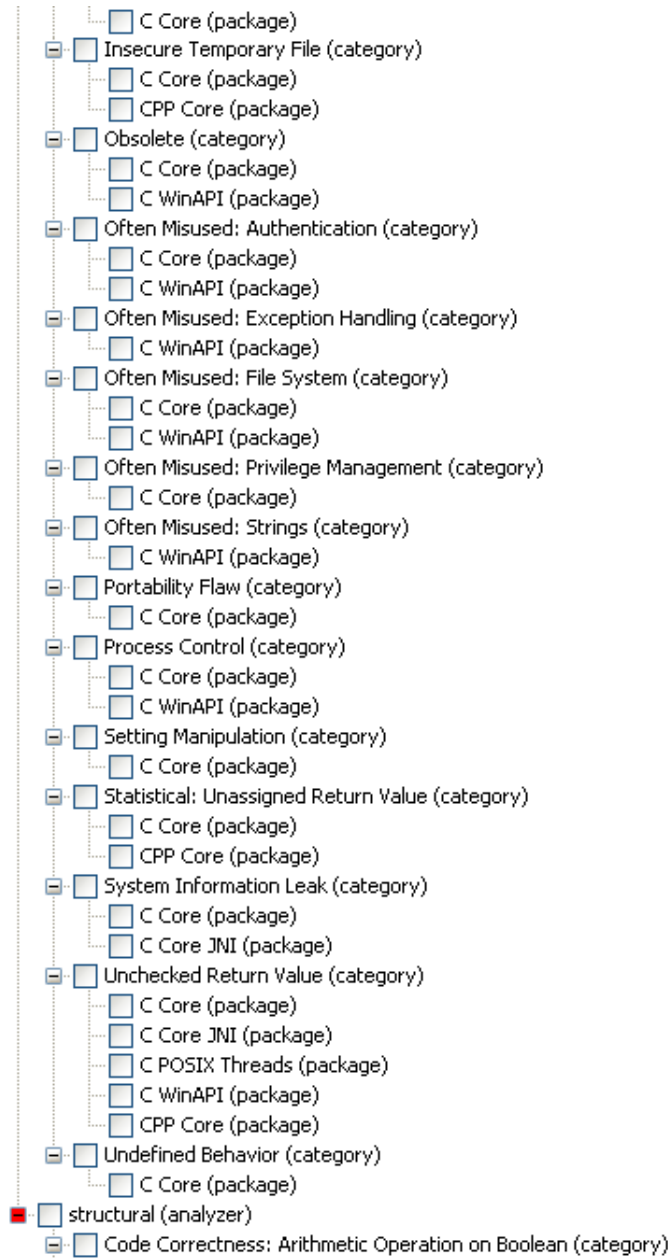 C Core (package)
Insecure Temporary File (category)
C Core (package)
CPP Core (package)
Obsolete (category)
C Core (package)
C WinAPI (package)
Often Misused: Authentication (category)
C Core (package)
C WinAPI (package)
Often Misused: Exception Handling (category)
C WinAPI (package)
Often Misused: File System (category)
C Core (package)
C WinAPI (package)
Often Misused: Privilege Management (category)
C Core (package)
Often Misused: Strings (category)
C WinAPI (package)
Portability Flaw (category)
C Core (package)
Process Control (category)
C Core (package)
C WinAPI (package)
Setting Manipulation (category)
C Core (package)
Statistical: Unassigned Return Value (category)
C Core (package)
CPP Core (package)
System Information Leak (category)
C Core (package)
C Core JNI (package)
Unchecked Return Value (category)
C Core (package)
C Core JNI (package)
C POSIX Threads (package)
C WinAPI (package)
CPP Core (package)
Undefined Behavior (category)
C Core (package)
structural (analyzer)
Code Correctness: Arithmetic Operation on Boolean (category)